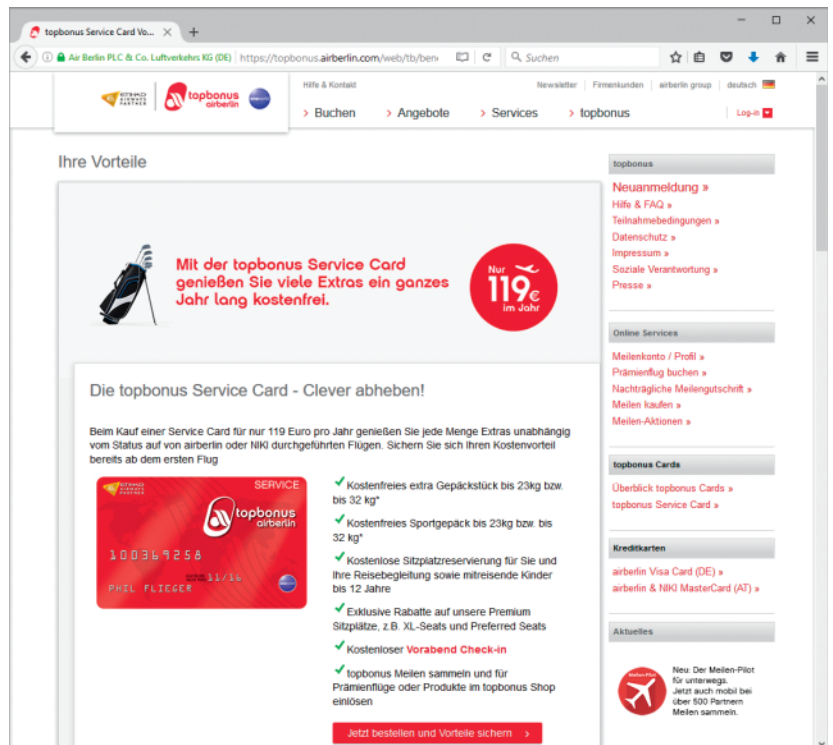 topbonus Service Card Vo...
Air Berlin PLC & Co. Luftverkehrs KG (DE)
https://topbonus.airberlin.com/web/tb/ben
Suchen
ETIHAD
AIRWAYS
PARTNER
topbonus
airberlin
Hilfe & Kontakt
Newsletter
Firmenkunden
airberlin group
deutsch
> Buchen
> Angebote
> Services
> topbonus
Log-in
Ihre Vorteile
Mit der topbonus Service Card
genießen Sie viele Extras ein ganzes
Jahr lang kostenfrei.
Nur
119€
im Jahr
Die topbonus Service Card - Clever abheben!
Beim Kauf einer Service Card für nur 119 Euro pro Jahr genießen Sie jede Menge Extras unabhängig
vom Status auf von airberlin oder NIKI durchgeführten Flügen. Sichern Sie sich Ihren Kostenvorteil
bereits ab dem ersten Flug
ETIHAD
AIRWAYS
PARTNER
SERVICE
topbonus
airberlin
100369258
11/16
PHIL FLIEGER
Kostenfreies extra Gepäckstück bis 23kg bzw.
bis 32 kg*
Kostenfreies Sportgepäck bis 23kg bzw. bis
32 kg*
Kostenlose Sitzplatzreservierung für Sie und
Ihre Reisebegleitung sowie mitreisende Kinder
bis 12 Jahre
Exklusive Rabatte auf unsere Premium
Sitzplätze, z.B. XL-Seats und Preferred Seats
Kostenloser Vorabend Check-in
topbonus Meilen sammeln und für
Prämienflüge oder Produkte im topbonus Shop
einlösen
Jetzt bestellen und Vorteile sichern >
topbonus
Neuanmeldung »
Hilfe & FAQ »
Teilnahmebedingungen »
Datenschutz »
Impressum »
Soziale Verantwortung »
Presse »
Online Services
Meilenkonto / Profil »
Prämienflug buchen »
Nachträgliche Meilengutschrift »
Meilen kaufen »
Meilen-Aktionen »
topbonus Cards
Überblick topbonus Cards »
topbonus Service Card »
Kreditkarten
airberlin Visa Card (DE) »
airberlin & NIKI MasterCard (AT) »
Aktuelles
Meilen-Pilot
Neu: Der Meilen-Pilot
für unterwegs.
Jetzt auch mobil bei
über 500 Partnern
Meilen sammeln.